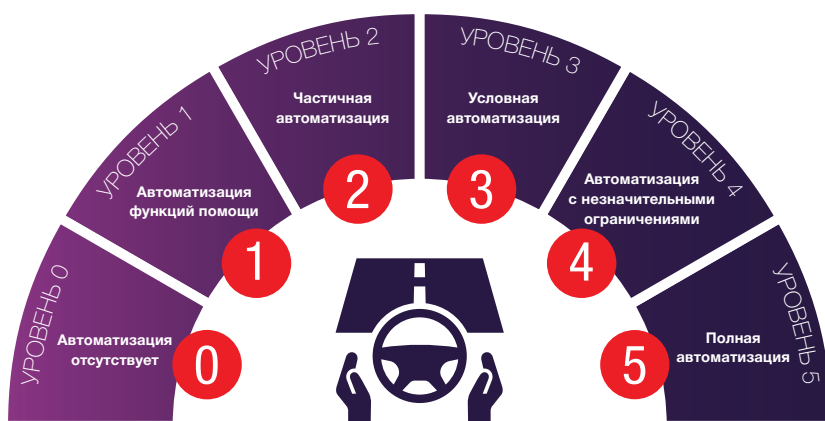 УРОВЕНЬ 0
Автоматизация
отсутствует
0
УРОВЕНЬ 1
Автоматизация
функций помощи
1
УРОВЕНЬ 2
Частичная
автоматизация
2
УРОВЕНЬ 3
Условная
автоматизация
3
УРОВЕНЬ 4
Автоматизация
с незначительными
ограничениями
4
УРОВЕНЬ 5
Полная
автоматизация
5